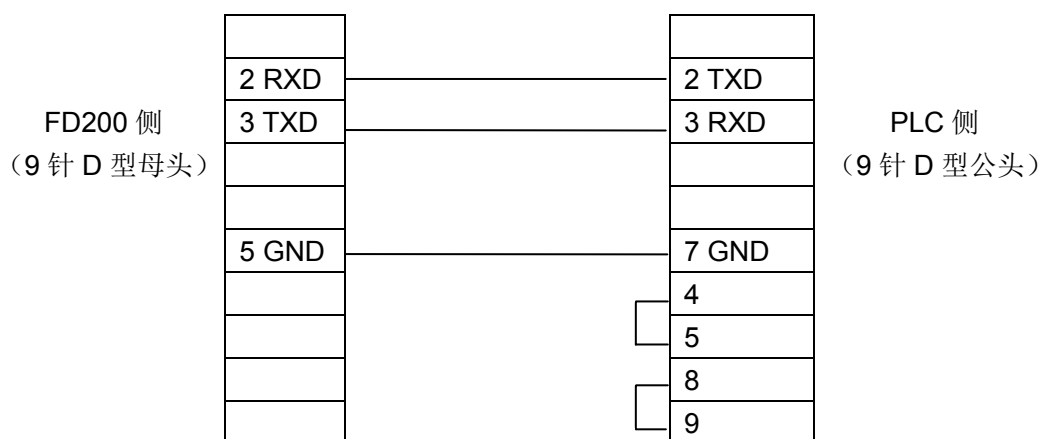 2 RXD
2 TXD
FD200 侧
3 TXD
3 RXD
PLC 侧
（9 针 D 型母头）
（9 针 D 型公头）
5 GND
7 GND
4
5
8
9